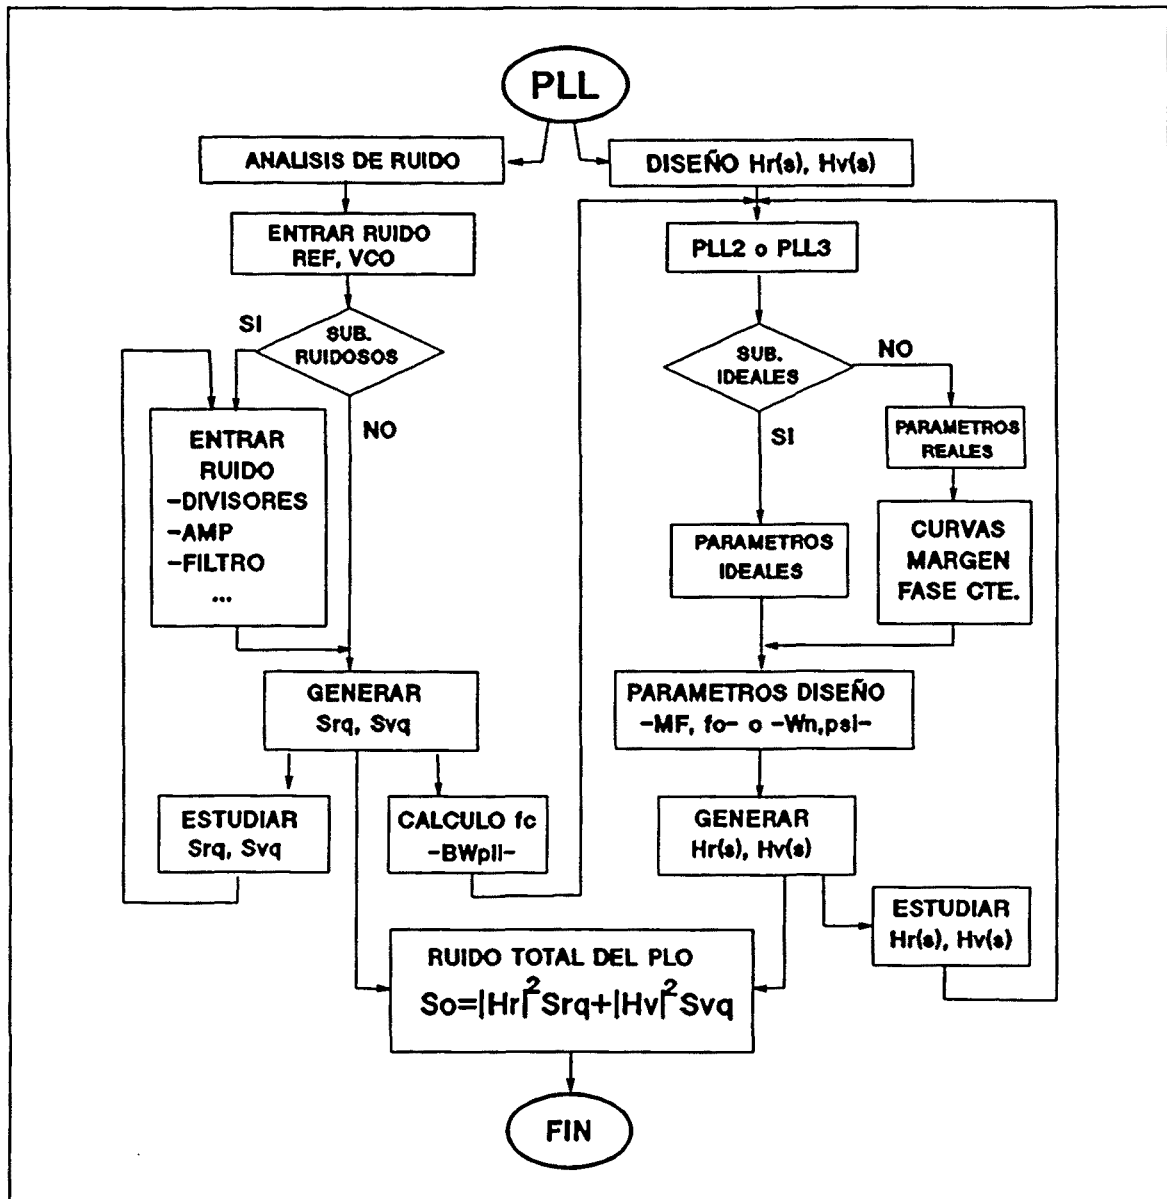 PLL
ANALISIS DE RUIDO
DISEÑO Hr(s), Hv(s)
ENTRAR RUIDO
REF, VCO
PLL2 o PLL3
SI
SUB.
RUIDOSOS
NO
SUB.
IDEALES
NO
SI
ENTRAR
RUIDO
-DIVISORES
-AMP
-FILTRO
...
PARAMETROS
REALES
PARAMETROS
IDEALES
CURVAS
MARGEN
FASE CTE.
GENERAR
Srq, Svq
PARAMETROS DISEÑO
-MF, fo- o -Wn,psi-
ESTUDIAR
Srq, Svq
CALCULO fc
-BWpll-
GENERAR
Hr(s), Hv(s)
ESTUDIAR
Hr(s), Hv(s)
RUIDO TOTAL DEL PLO
So=|Hr|²Srq+|Hv|²Svq
FIN